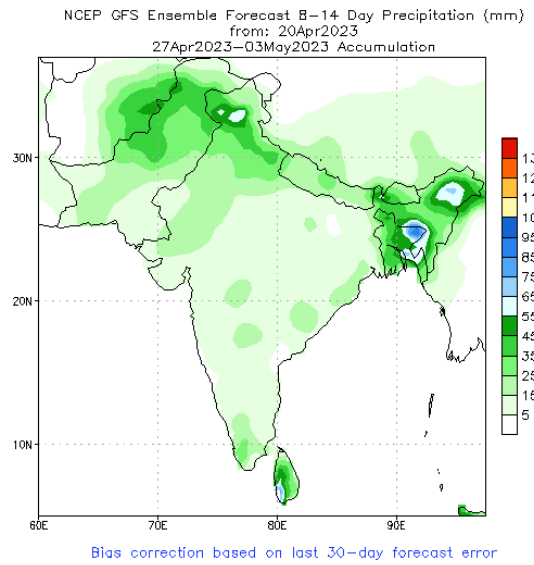 NCEP GFS Ensemble Forecast 8-14 Day Precipitation (mm)
from: 20Apr2023
27Apr2023-03May2023 Accumulation
30N
20N
10N
60E
70E
80E
90E
95
85
75
65
55
45
35
25
15
5
Bias correction based on last 30-day forecast error